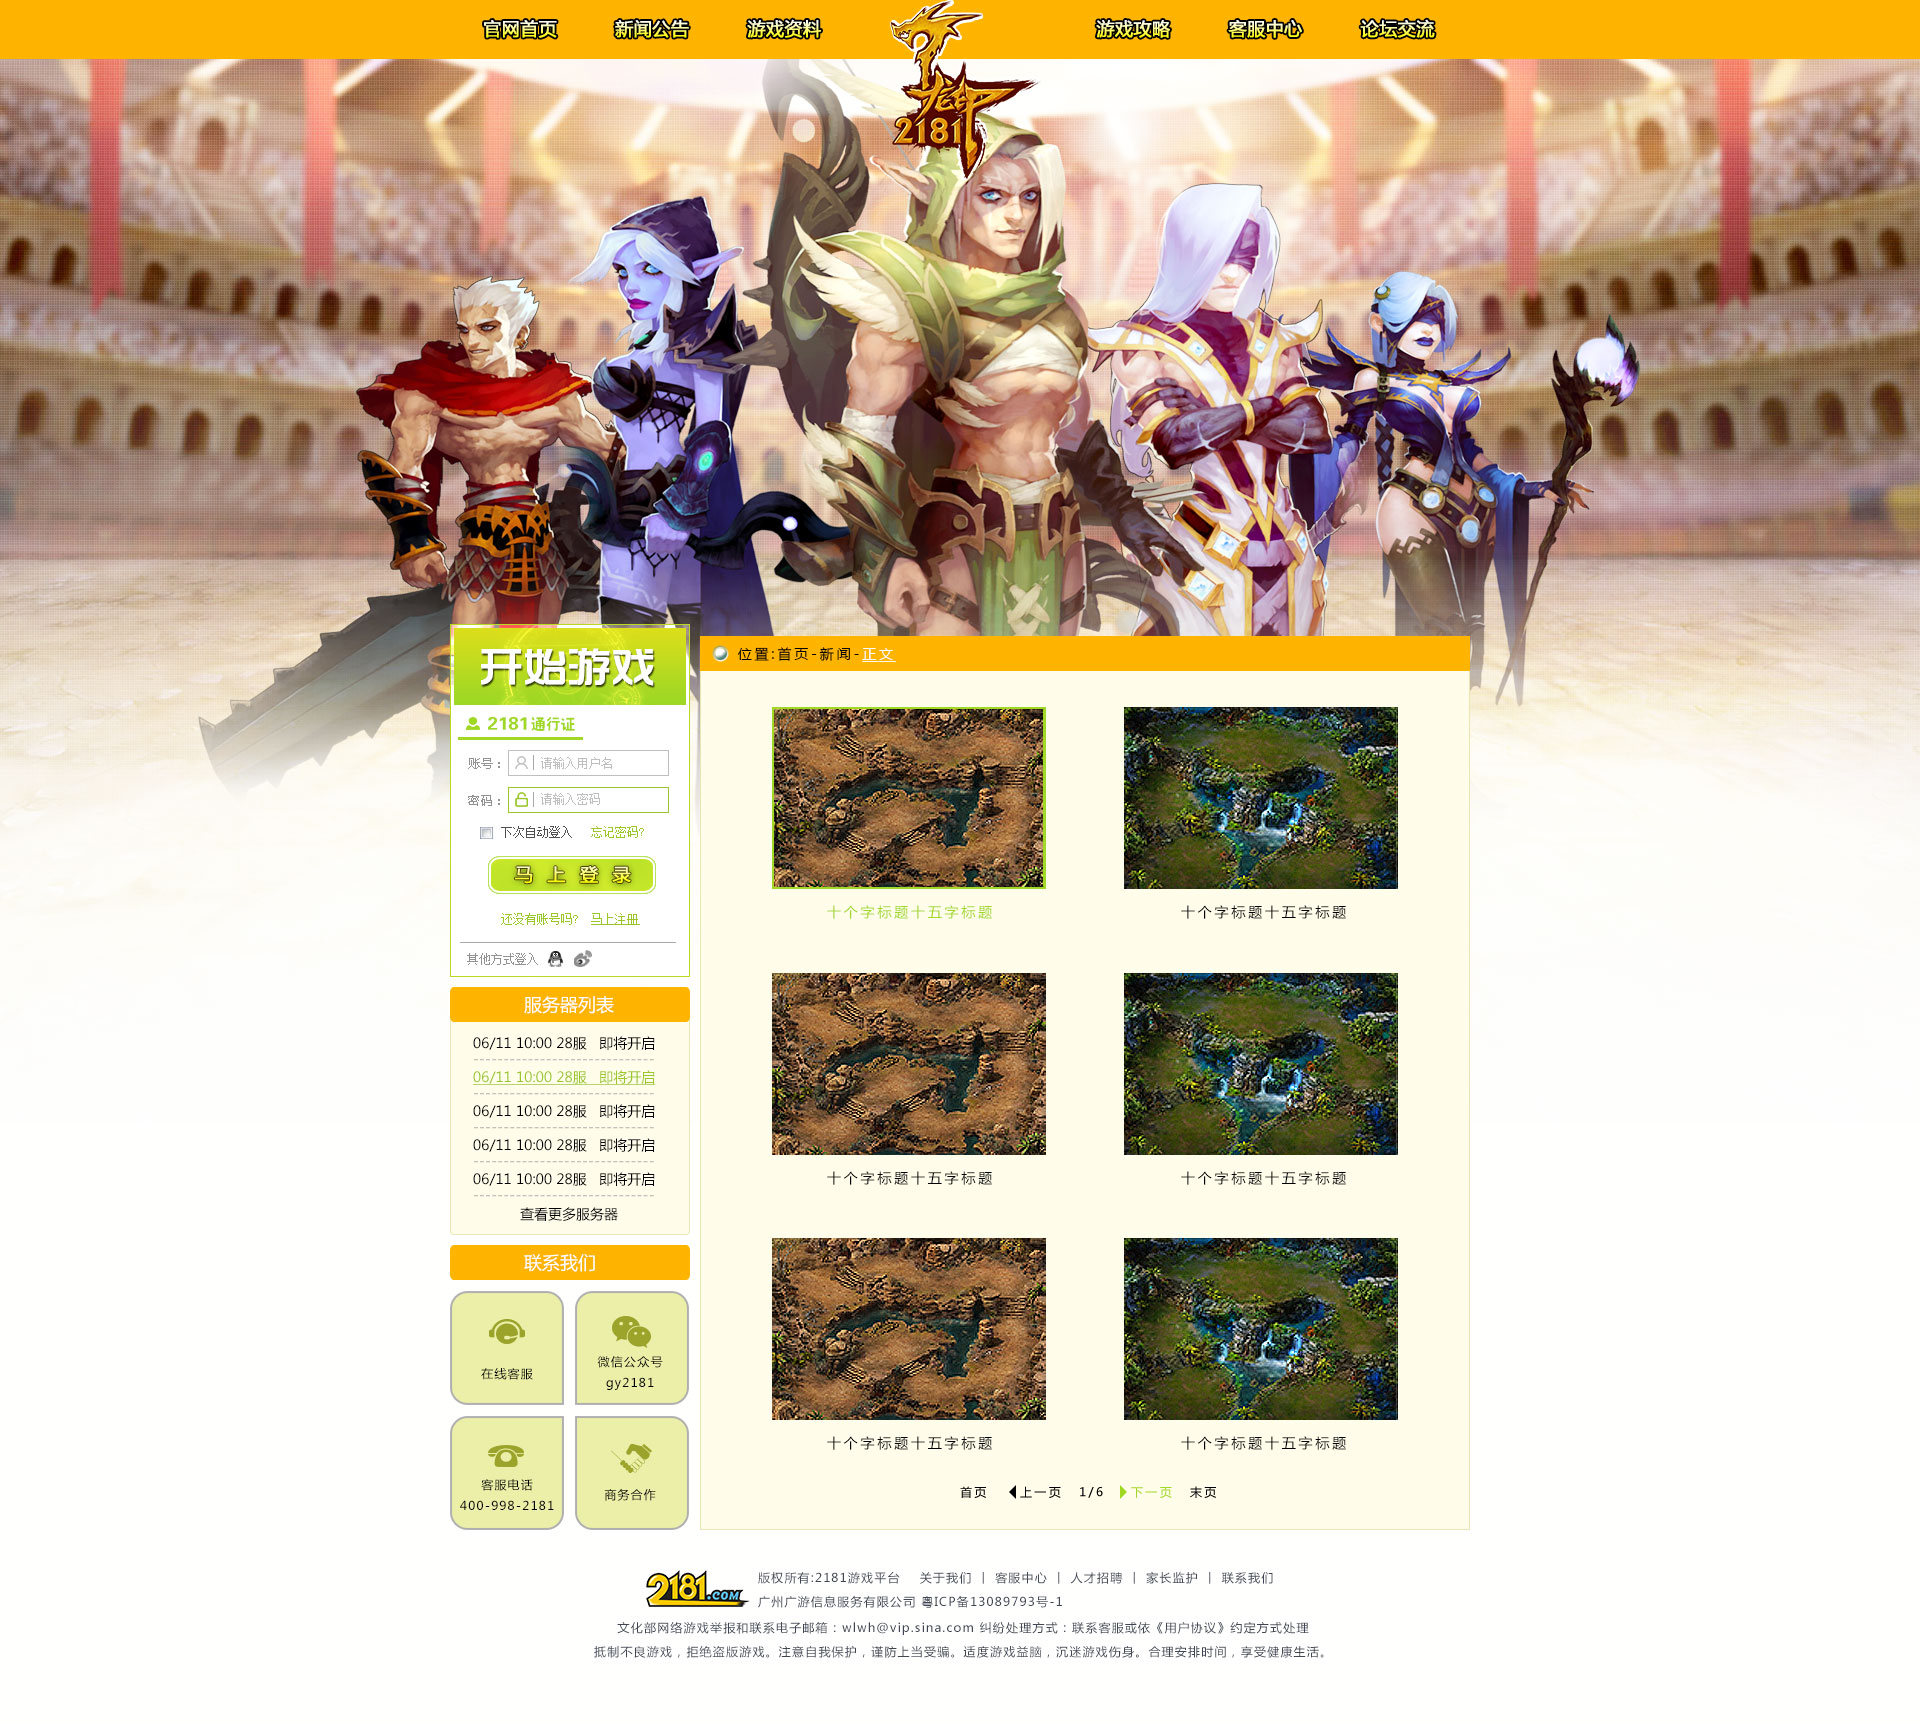 官网首页 新闻公告 游戏资料 游戏攻略 客服中心 论坛交流
2181
开始游戏
2181通行证
账号： 请输入用户名
密码： 请输入密码
下次自动登入 忘记密码?
马上登录
还没有账号吗? 马上注册
其他方式登入
服务器列表
06/11 10:00 28服 即将开启
06/11 10:00 28服 即将开启
06/11 10:00 28服 即将开启
06/11 10:00 28服 即将开启
06/11 10:00 28服 即将开启
查看更多服务器
联系我们
在线客服
微信公众号
gy2181
客服电话
400-998-2181
商务合作
位置:首页-新闻-正文
十个字标题十五字标题
十个字标题十五字标题
十个字标题十五字标题
十个字标题十五字标题
十个字标题十五字标题
十个字标题十五字标题
首页 上一页 1/6 下一页 末页
2181.COM
版权所有:2181游戏平台 关于我们 | 客服中心 | 人才招聘 | 家长监护 | 联系我们
广州广游信息服务有限公司 粤ICP备13089793号-1
文化部网络游戏举报和联系电子邮箱：wlwh@vip.sina.com 纠纷处理方式：联系客服或依《用户协议》约定方式处理
抵制不良游戏，拒绝盗版游戏。注意自我保护，谨防上当受骗。适度游戏益脑，沉迷游戏伤身。合理安排时间，享受健康生活。